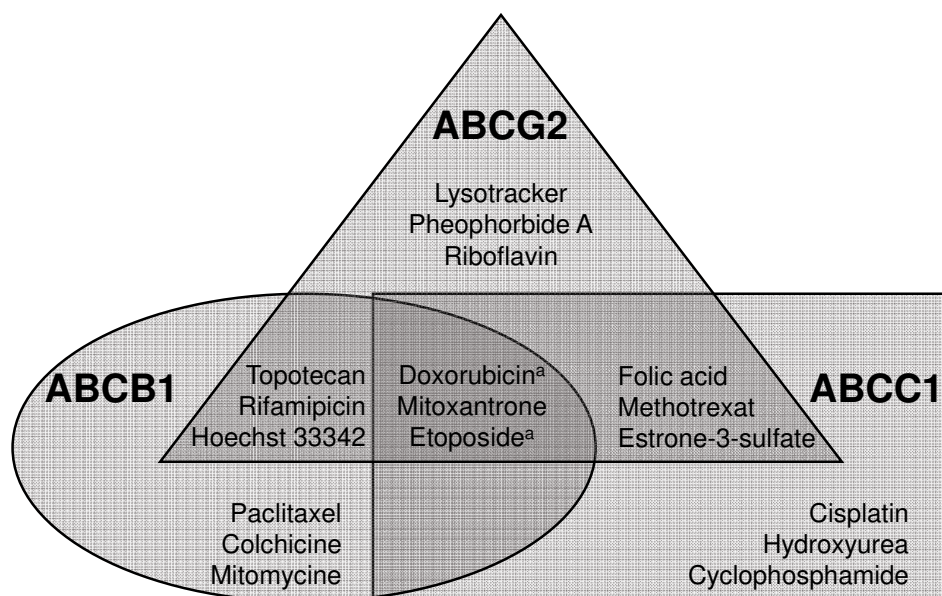 ABCG2
Lysotracker
Pheophorbide A
Riboflavin
ABCB1
Topotecan
Rifamipicin
Hoechst 33342
Doxorubicinᵃ
Mitoxantrone
Etoposideᵃ
Folic acid
Methotrexat
Estrone-3-sulfate
ABCC1
Paclitaxel
Colchicine
Mitomycine
Cisplatin
Hydroxyurea
Cyclophosphamide